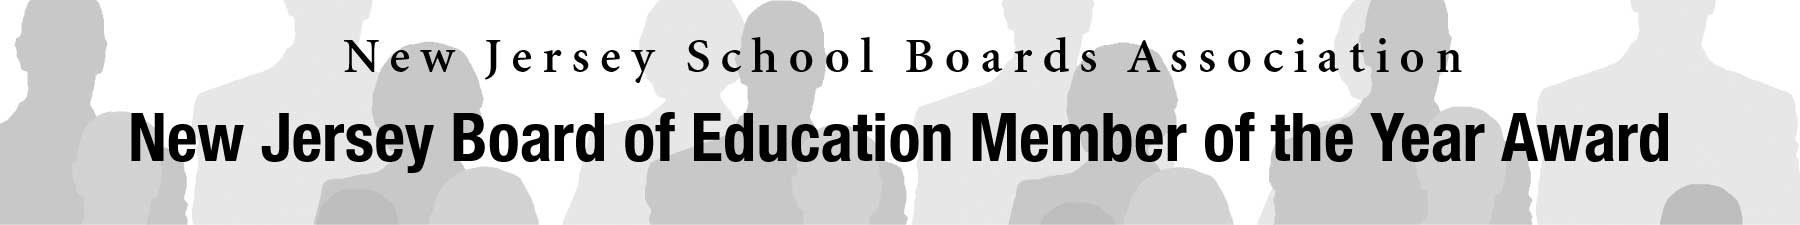 New Jersey School Boards Association
New Jersey Board of Education Member of the Year Award